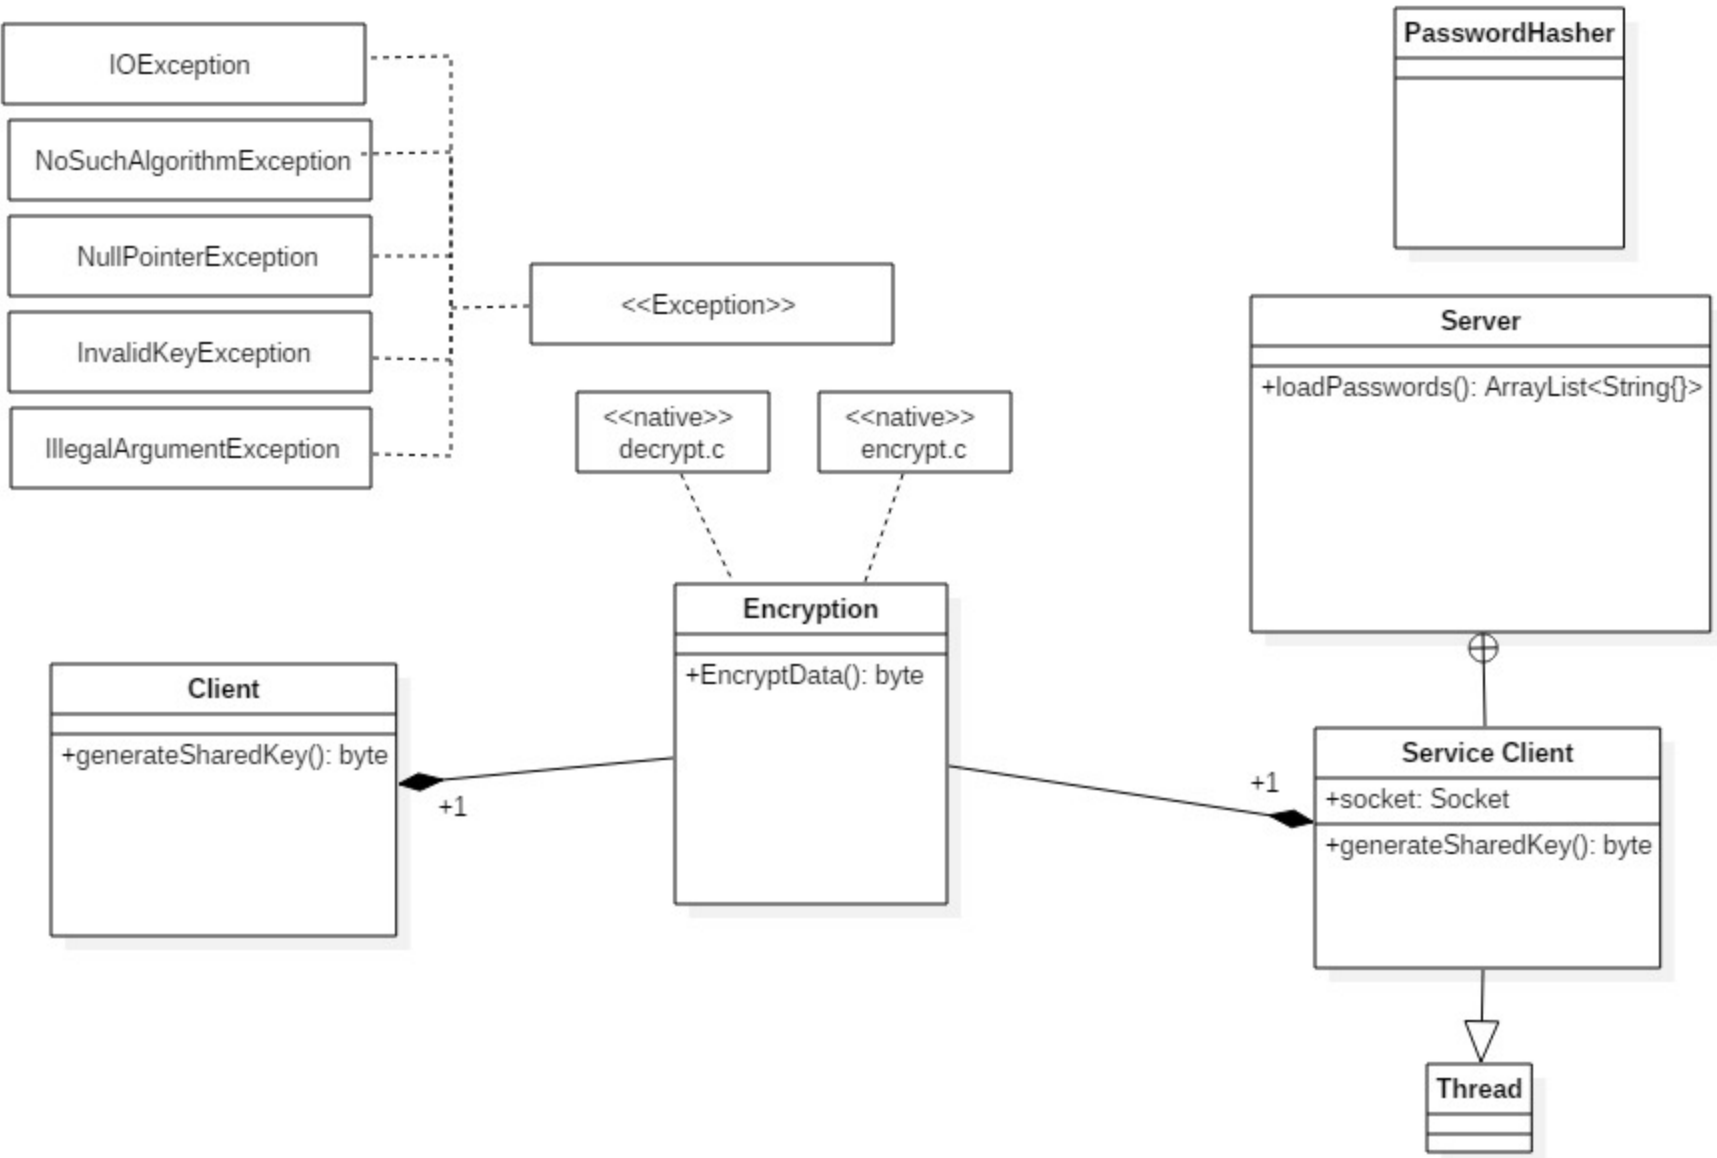 IOException
NoSuchAlgorithmException
NullPointerException
InvalidKeyException
IllegalArgumentException
<<Exception>>
<<native>>
decrypt.c
<<native>>
encrypt.c
PasswordHasher
Server
+loadPasswords(): ArrayList<String{}>
Encryption
+EncryptData(): byte
Client
+generateSharedKey(): byte
+1
+1
Service Client
+socket: Socket
+generateSharedKey(): byte
Thread